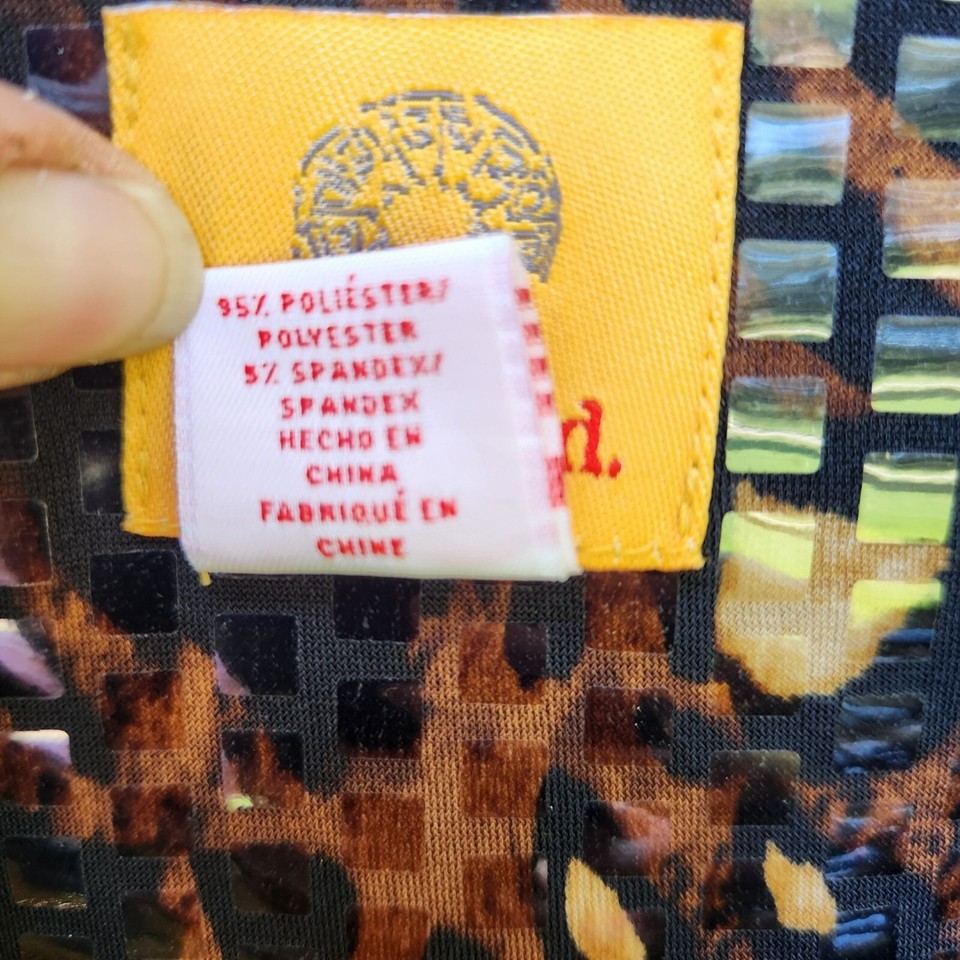 95% POLIÉSTER/
POLYESTER
5% SPANDEX/
SPANDEX
HECHO EN
CHINA
FABRIQUÉ EN
CHINE
d.